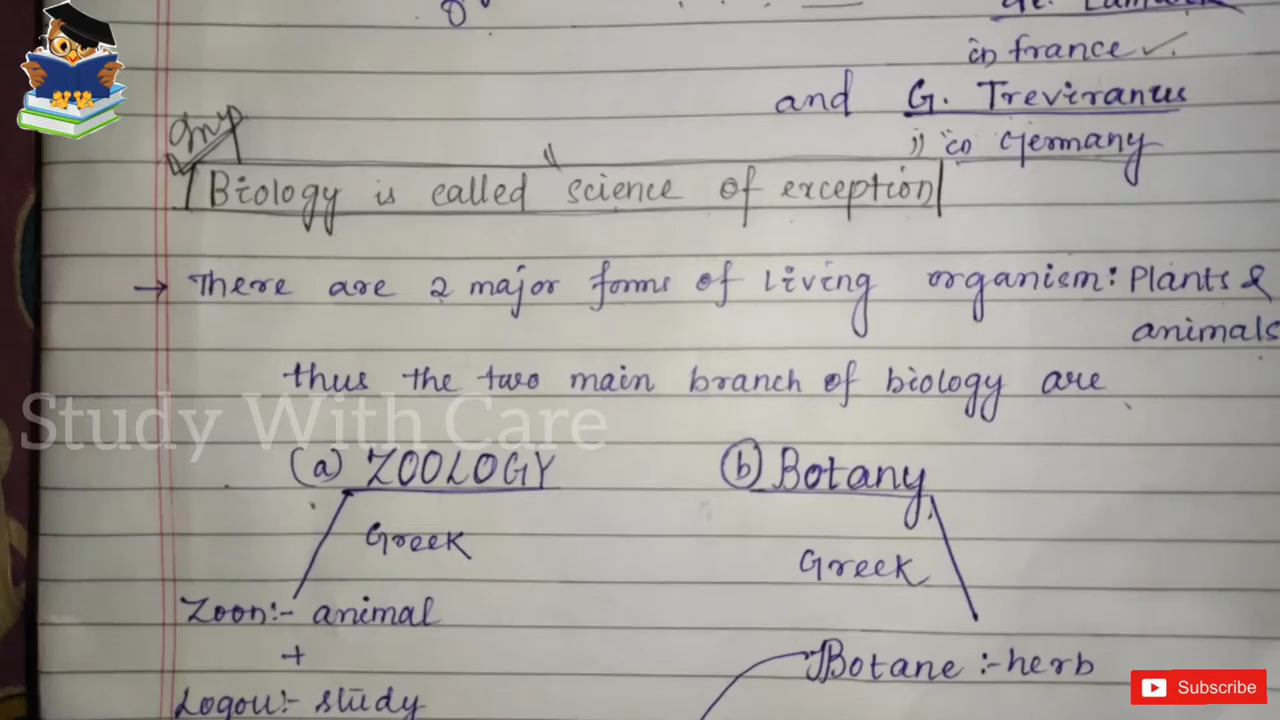 in france ✓
and G. Treviranus
in Germany
Imp
Biology is called science of exception
→ There are 2 major forms of living organism: Plants &
animals
thus the two main branch of biology are
Study With Care
(a) ZOOLOGY (b) Botany
Greek Greek
Zoon:- animal
+
Botane :- herb
Logou:- study
Subscribe